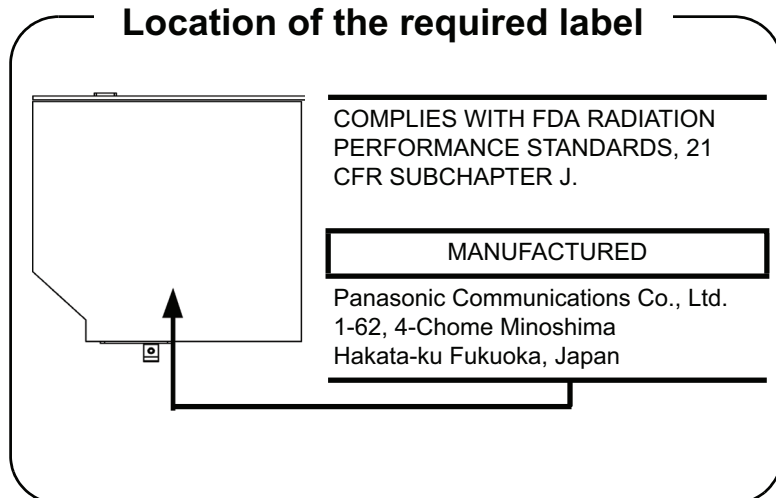 Location of the required label
COMPLIES WITH FDA RADIATION
PERFORMANCE STANDARDS, 21
CFR SUBCHAPTER J.
MANUFACTURED
Panasonic Communications Co., Ltd.
1-62, 4-Chome Minoshima
Hakata-ku Fukuoka, Japan